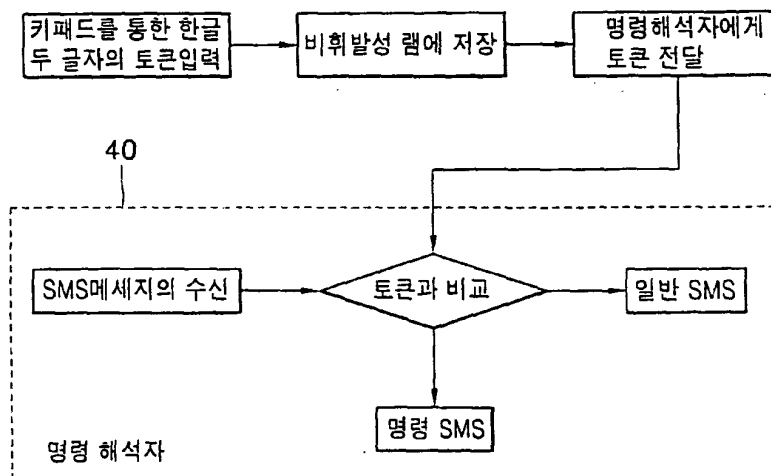 키패드를 통한 한글
두 글자의 토큰입력
비휘발성 램에 저장
명령해석자에게
토큰 전달
40
SMS메세지의 수신
토큰과 비교
일반 SMS
명령 SMS
명령 해석자